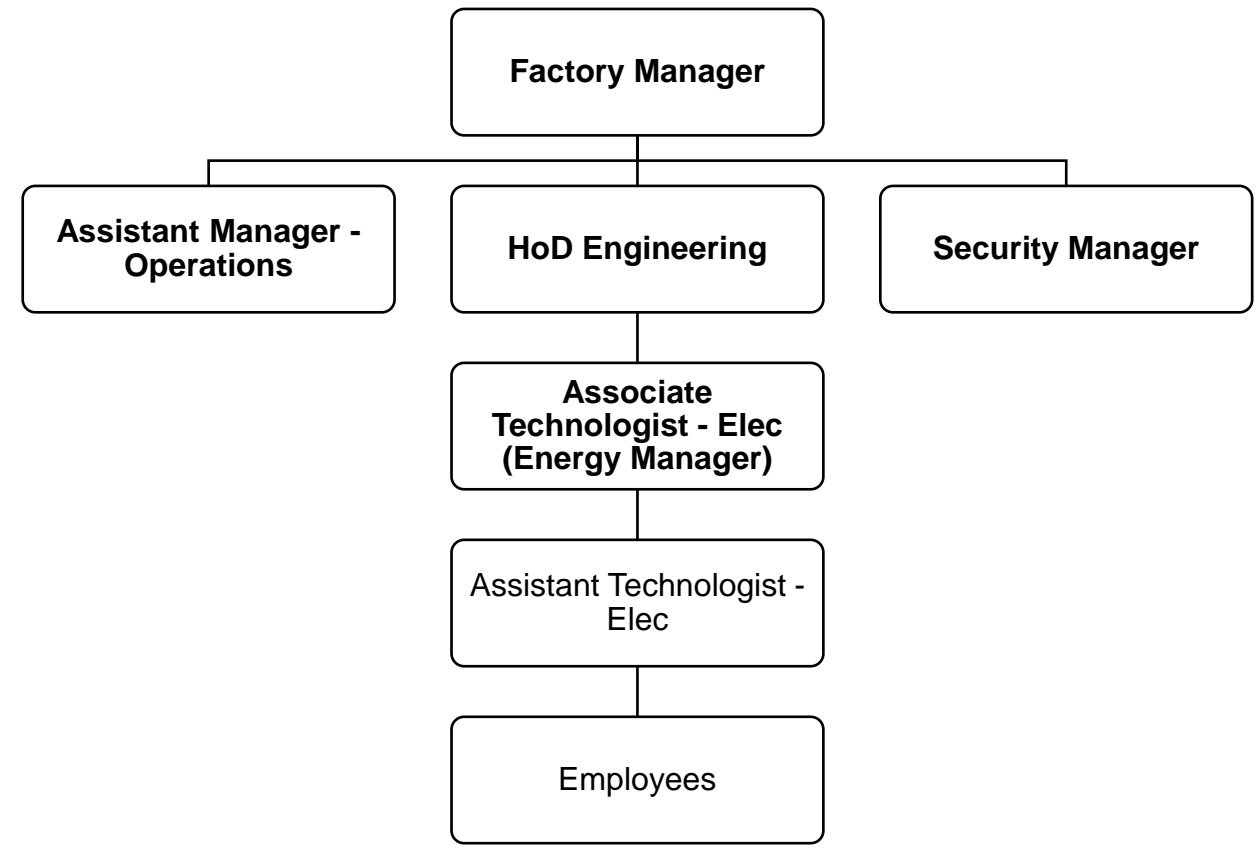 Factory Manager
Assistant Manager -
Operations
HoD Engineering
Security Manager
Associate
Technologist - Elec
(Energy Manager)
Assistant Technologist -
Elec
Employees